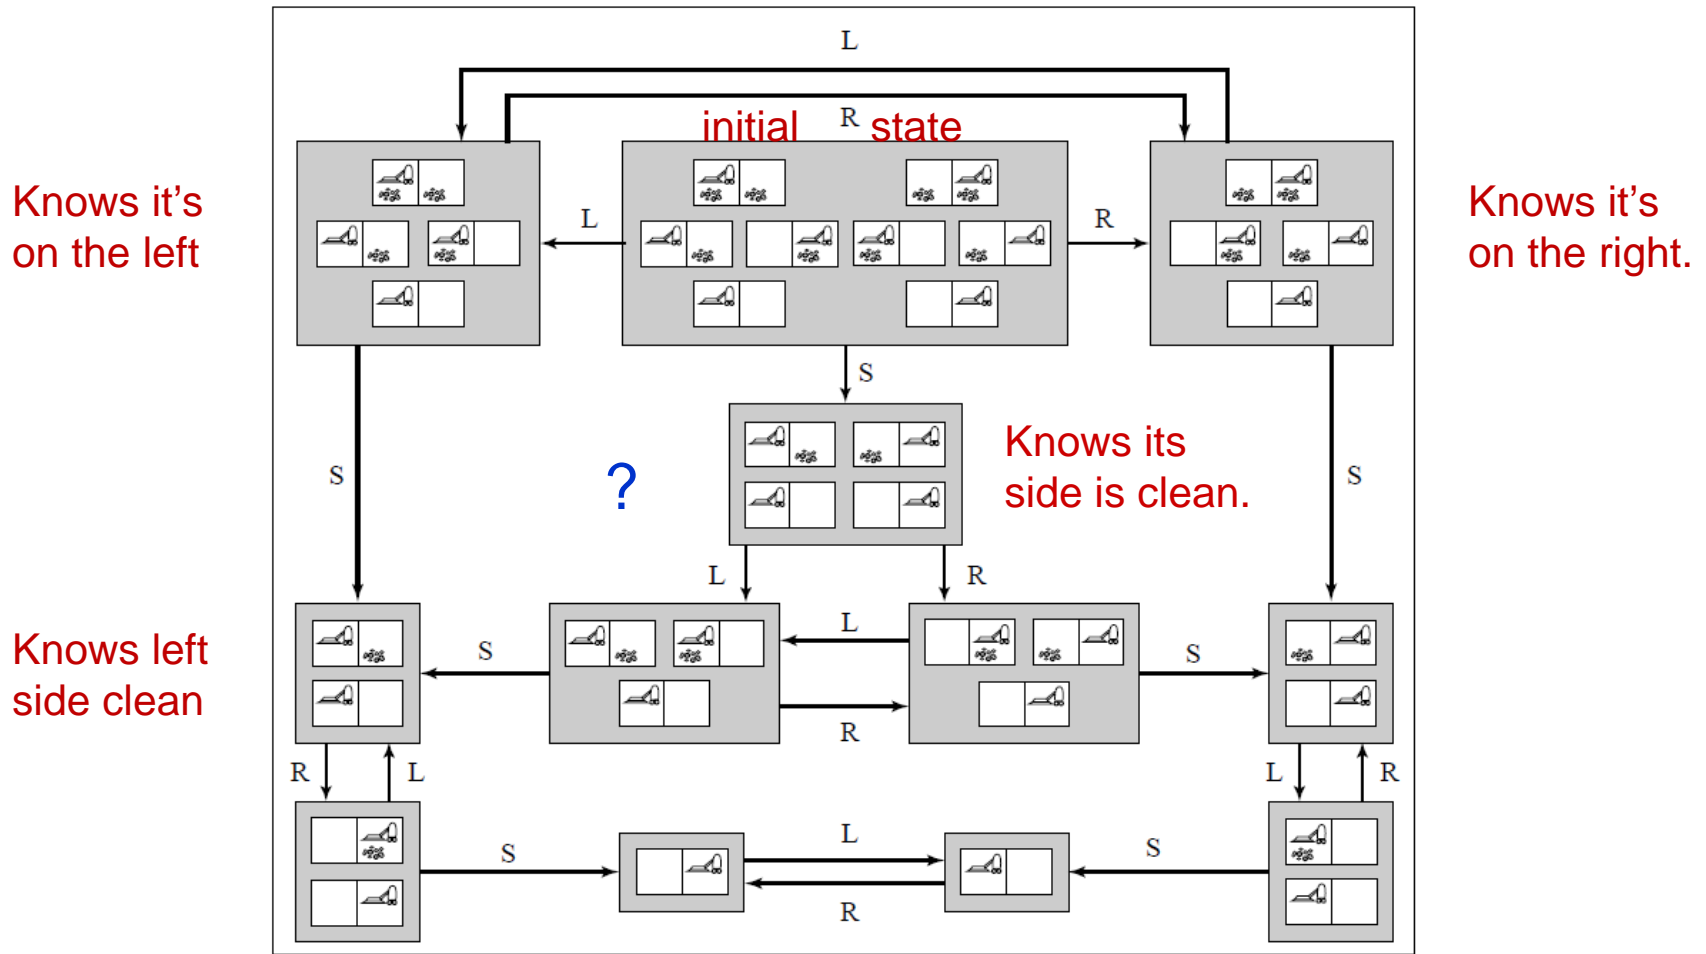 L
R
initial state
Knows it's
on the left
L
R
Knows it's
on the right.
S
S
?
Knows its
side is clean.
S
S
L
R
Knows left
side clean
S
L
R
S
R
L
L
R
S
L
R
S